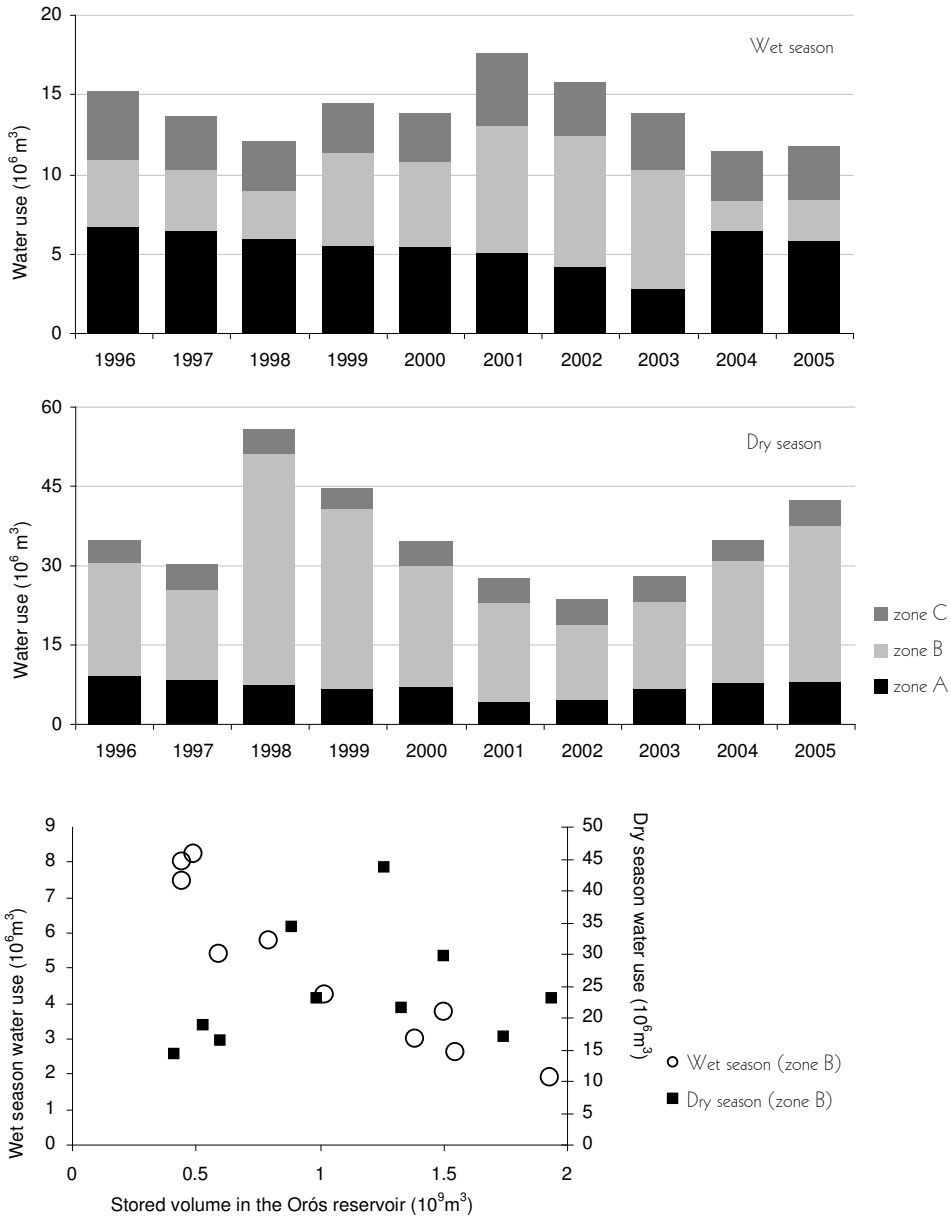 20
Wet season
15
10
5
0
Water use (10⁶ m³)
1996 1997 1998 1999 2000 2001 2002 2003 2004 2005
60
Dry season
45
30
15
0
Water use (10⁶ m³)
1996 1997 1998 1999 2000 2001 2002 2003 2004 2005
zone C
zone B
zone A
9
8
7
6
5
4
3
2
1
0
Wet season water use (10⁶m³)
50
45
40
35
30
25
20
15
10
5
0
Dry season water use (10⁶m³)
0 0.5 1 1.5 2
Stored volume in the Orós reservoir (10⁹m³)
Wet season (zone B)
Dry season (zone B)